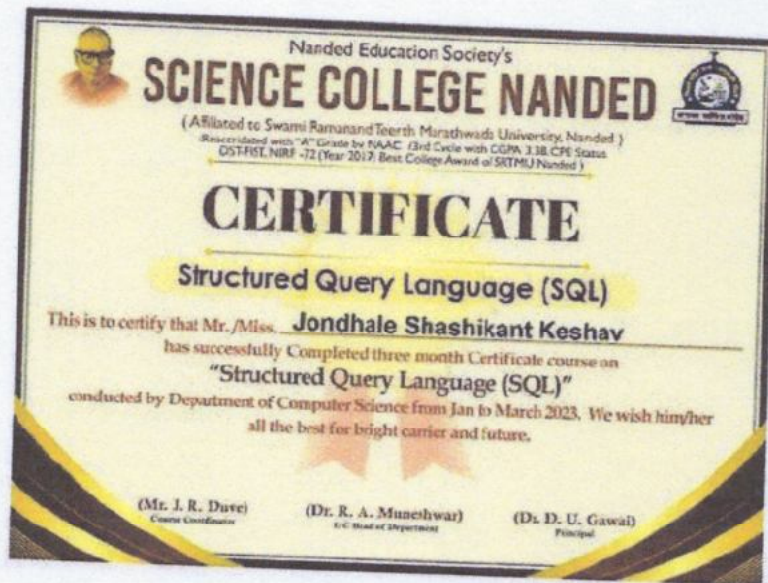 Nanded Education Society's
SCIENCE COLLEGE NANDED
( Affiliated to Swami Ramanand Teerth Marathwada University, Nanded )
Reaccridated with "A" Grade by NAAC (3rd Cycle with CGPA 3.38, CPE Status
DST-FIST, NIRF -72 (Year 2017: Best College Award of SRTMU Nanded )
CERTIFICATE
Structured Query Language (SQL)
This is to certify that Mr./Miss. Jondhale Shashikant Keshav
has successfully Completed three month Certificate course on
"Structured Query Language (SQL)"
conducted by Department of Computer Science from Jan to March 2023. We wish him/her
all the best for bright carrier and future.
(Mr. J. R. Duve) (Dr. R. A. Muneshwar) (Dr. D. U. Gawai)
Course Coordinator I/C Head of Department Principal